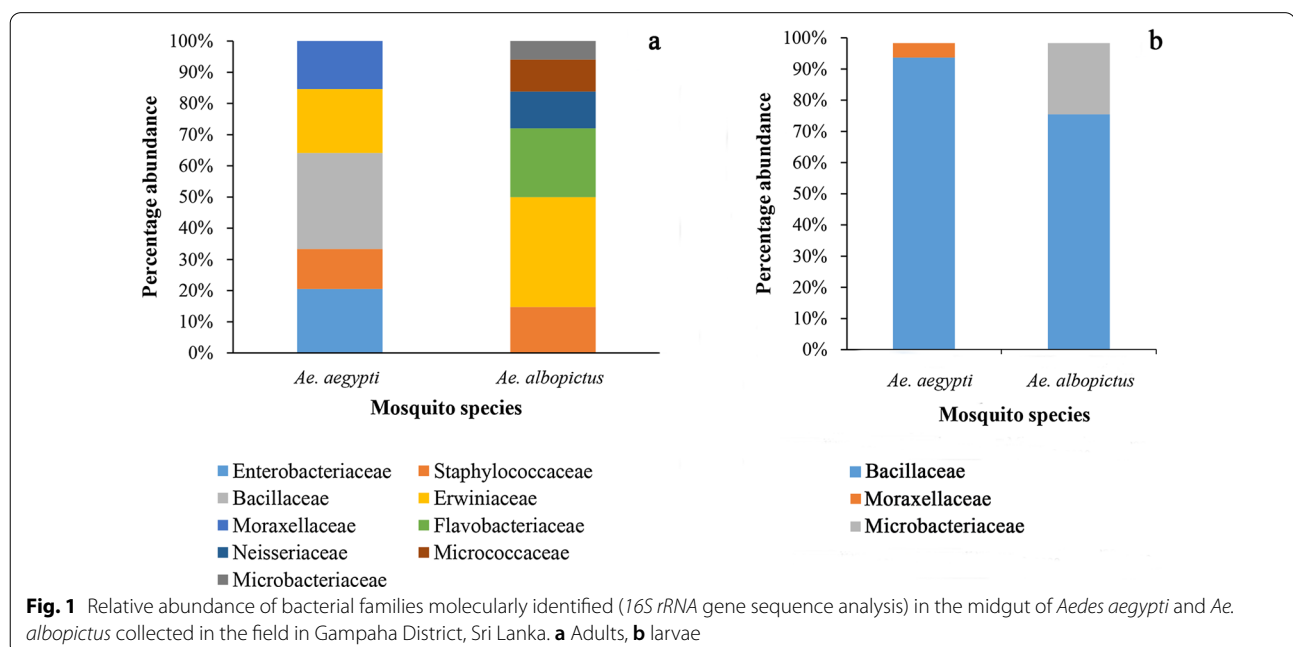 a
100%
90%
80%
70%
60%
50%
40%
30%
20%
10%
0%
Percentage abundance
Ae. aegypti
Ae. albopictus
Mosquito species
Enterobacteriaceae
Staphylococcaceae
Bacillaceae
Erwiniaceae
Moraxellaceae
Flavobacteriaceae
Neisseriaceae
Micrococcaceae
Microbacteriaceae
b
100%
90%
80%
70%
60%
50%
40%
30%
20%
10%
0%
Percentage abundance
Ae. aegypti
Ae. albopictus
Mosquito species
Bacillaceae
Moraxellaceae
Microbacteriaceae
Fig. 1 Relative abundance of bacterial families molecularly identified (16S rRNA gene sequence analysis) in the midgut of Aedes aegypti and Ae.
albopictus collected in the field in Gampaha District, Sri Lanka. a Adults, b larvae